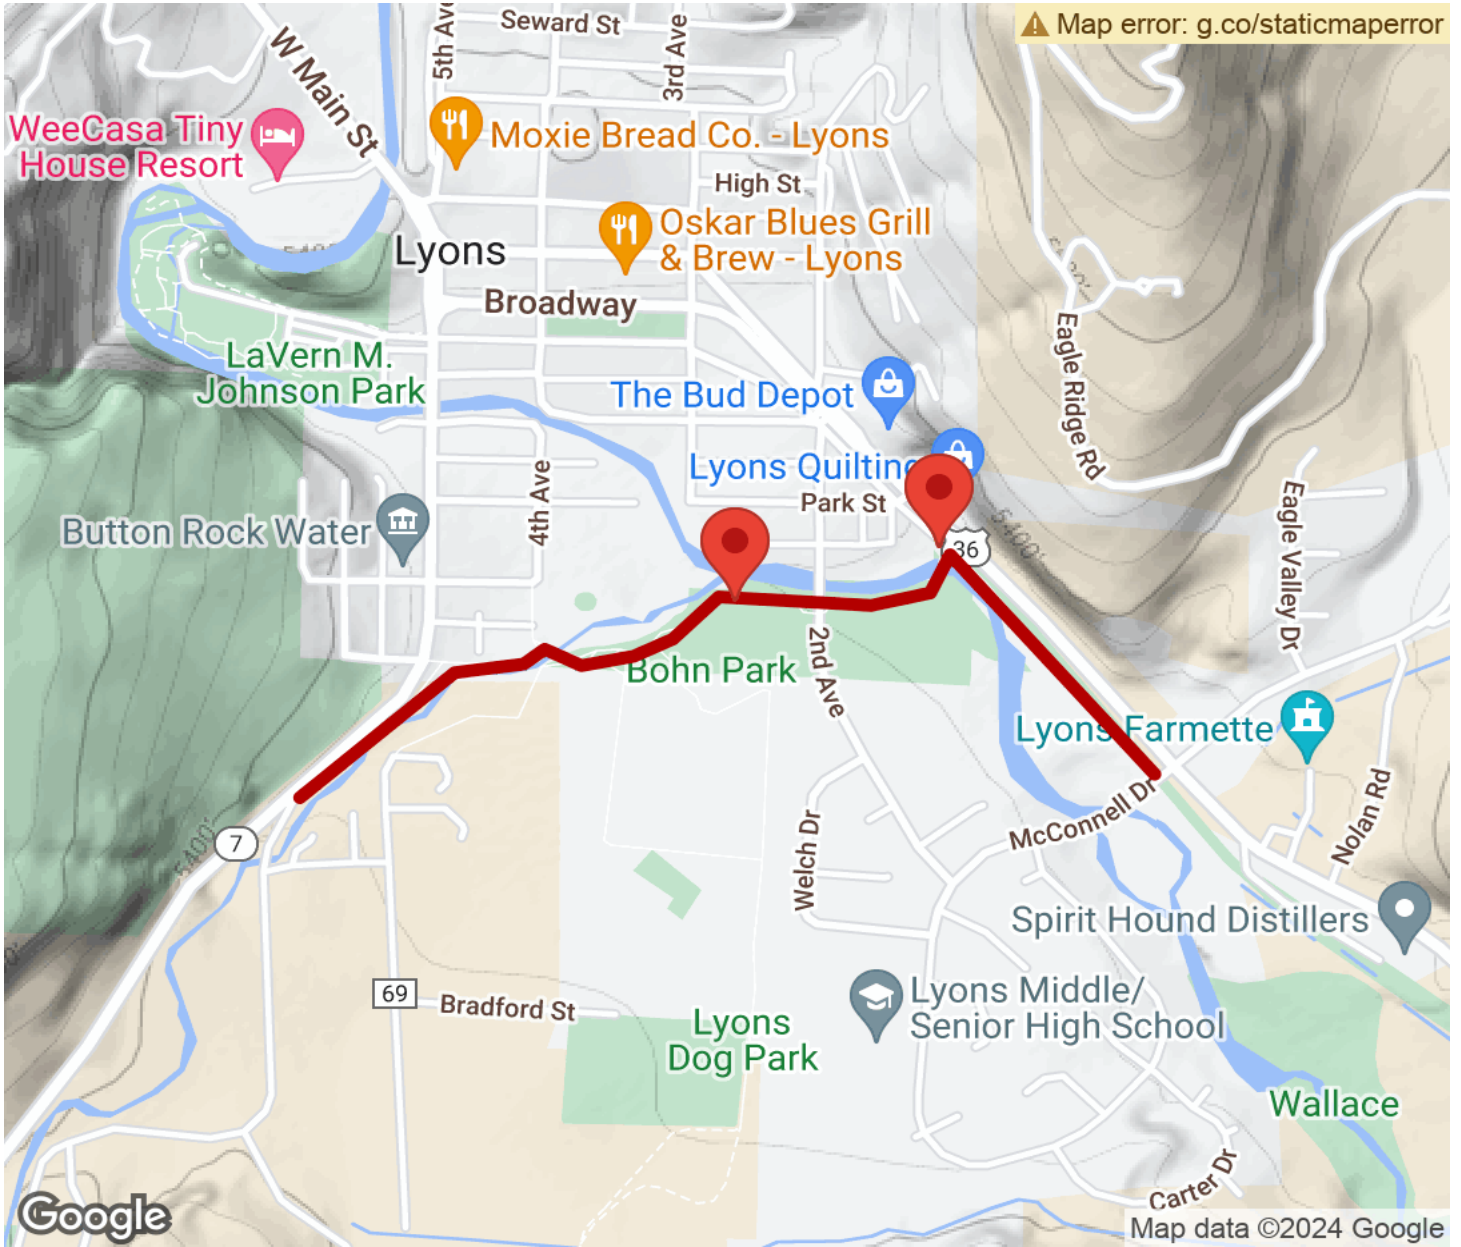 Map error: g.co/staticmaperror
Seward St
5th Ave
3rd Ave
W Main St
WeeCasa Tiny
House Resort
Moxie Bread Co. - Lyons
High St
Oskar Blues Grill
& Brew - Lyons
5400'
Lyons
Broadway
LaVern M.
Johnson Park
Eagle Ridge Rd
The Bud Depot
Lyons Quilting
Park St
4th Ave
Button Rock Water
36
5400'
Eagle Valley Dr
Bohn Park
2nd Ave
Lyons Farmette
McConnell Dr
Nolan Rd
7
5400'
Welch Dr
Spirit Hound Distillers
69
Bradford St
Lyons Middle/
Senior High School
Lyons
Dog Park
Wallace
Carter Dr
Google
Map data ©2024 Google